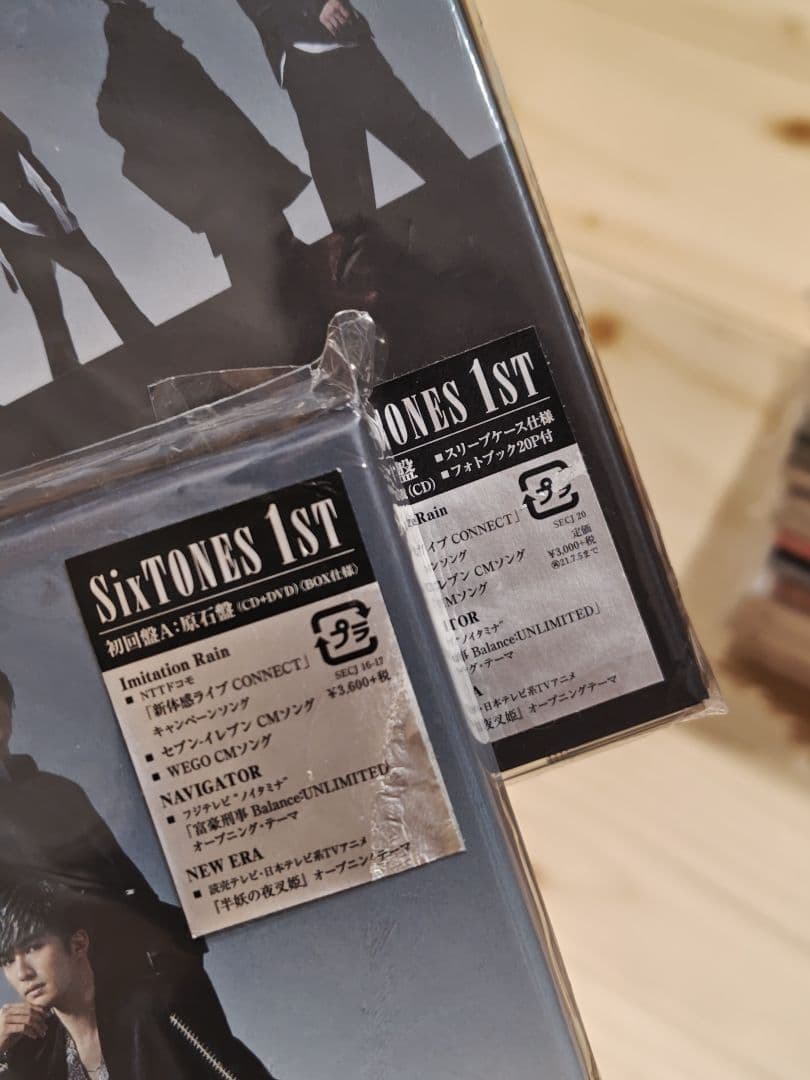 SixTONES 1ST
初回盤A:原石盤(CD+DVD)〈BOX仕様〉
プラ
Imitation Rain
■ NTTドコモ
「新体感ライブ CONNECT」
キャンペーンソング
■ セブン-イレブン CMソング
■ WEGO CMソング
SECJ 16-17
¥3,600+税
NAVIGATOR
■ フジテレビ"ノイタミナ"
『富豪刑事 Balance:UNLIMITED』
オープニング・テーマ
NEW ERA
■ 読売テレビ・日本テレビ系TVアニメ
『半妖の夜叉姫』オープニングテーマ
TONES 1ST
盤
■スリーブケース仕様
(CD)
■フォトブック20P付
プラ
Rain
イブ CONNECT」
ンソング
レブン CMソング
Mソング
SECJ 20
定価
¥3,000+税
'21.7.5まで
TOR
"ノイタミナ"
事 Balance:UNLIMITED』
ング・テーマ
A
・日本テレビ系TVアニメ
夜叉姫』オープニングテーマ